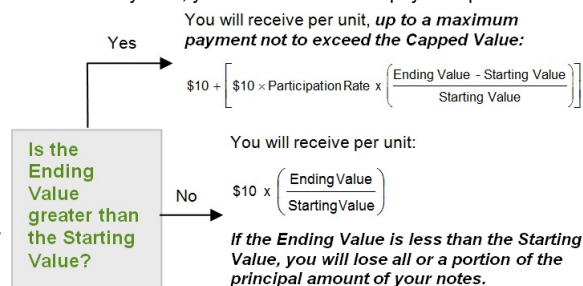 You will receive per unit, up to a maximum
payment not to exceed the Capped Value:
Yes
$10 + [ $10 × Participation Rate x ( Ending Value - Starting Value / Starting Value ) ]
Is the
Ending
Value
greater than
the Starting
Value?
No
You will receive per unit:
$10 x ( Ending Value / Starting Value )
If the Ending Value is less than the Starting
Value, you will lose all or a portion of the
principal amount of your notes.